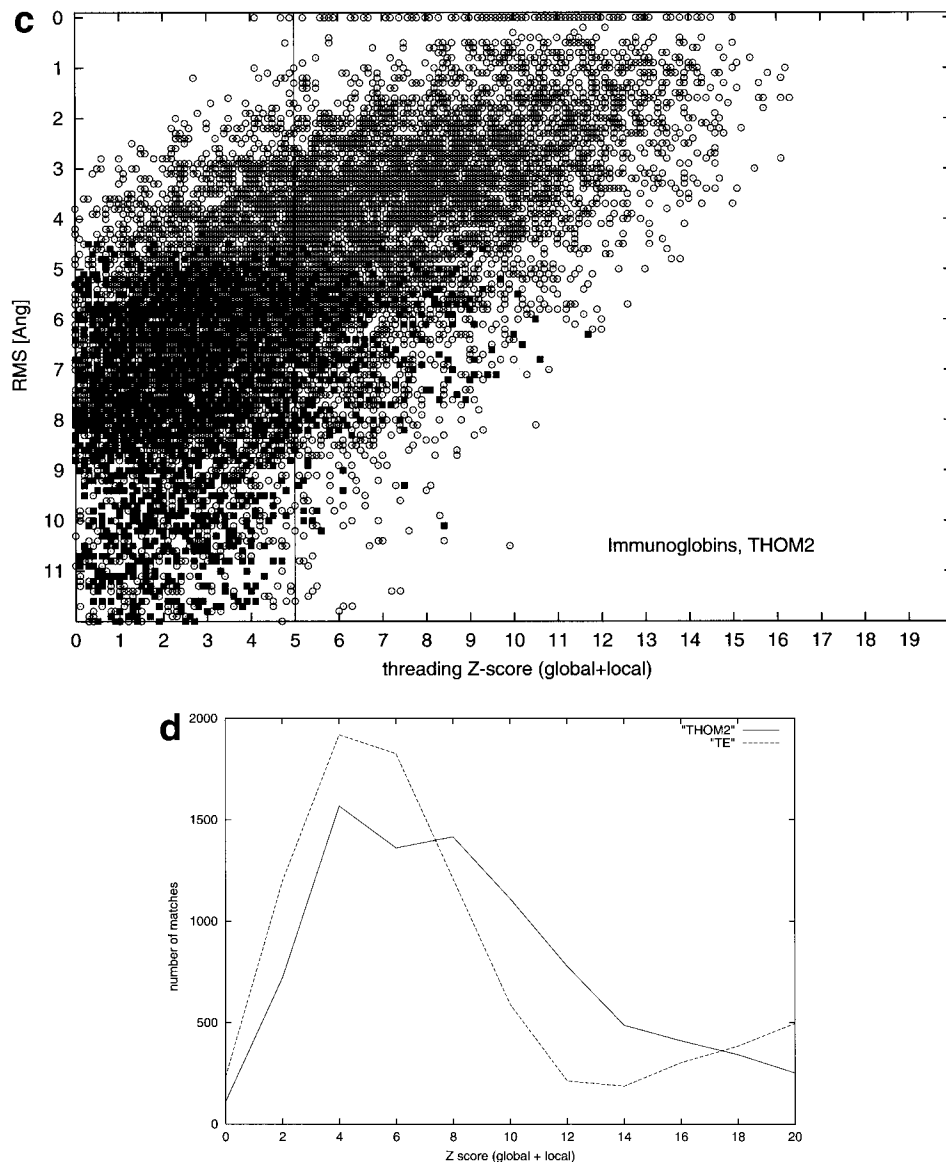 c
0
1
2
3
4
5
6
7
8
9
10
11
RMS [Ang]
Immunoglobins, THOM2
0 1 2 3 4 5 6 7 8 9 10 11 12 13 14 15 16 17 18 19
threading Z-score (global+local)
d
"THOM2"
"TE"
2000
1500
1000
500
0
number of matches
0 2 4 6 8 10 12 14 16 18 20
Z score (global + local)